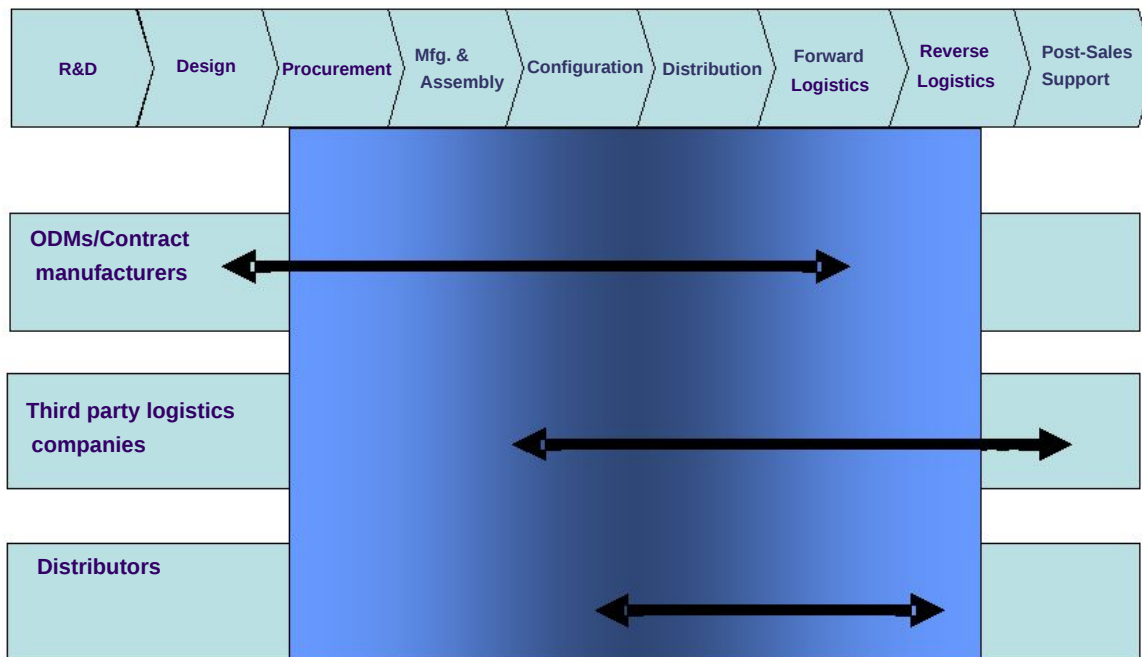 R&D
Design
Procurement
Mfg. &
Assembly
Configuration
Distribution
Forward
Logistics
Reverse
Logistics
Post-Sales
Support
ODMs/Contract
manufacturers
Third party logistics
companies
Distributors